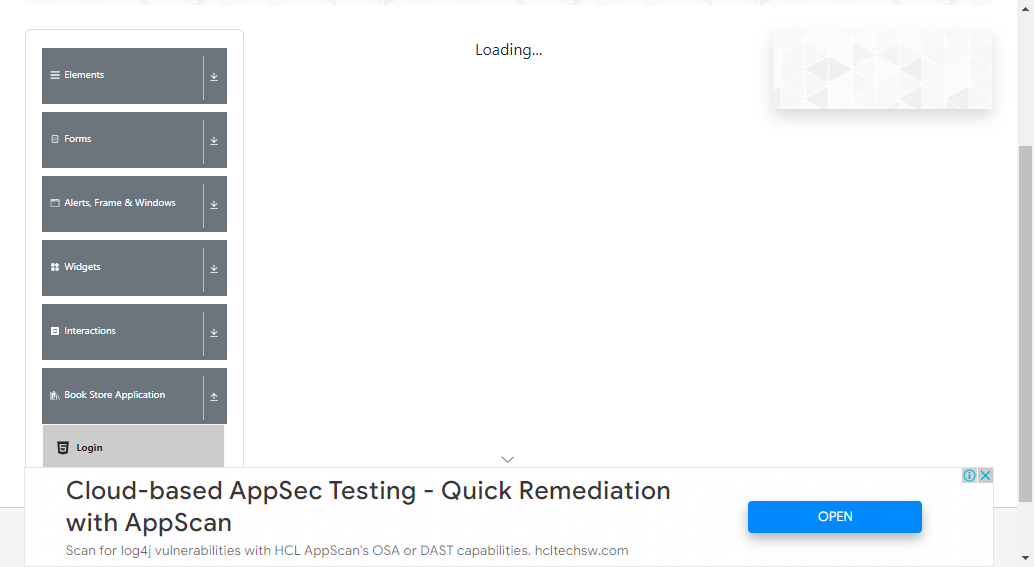 Loading...
Elements
Forms
Alerts, Frame & Windows
Widgets
Interactions
Book Store Application
Login
Cloud-based AppSec Testing - Quick Remediation
with AppScan
Scan for log4j vulnerabilities with HCL AppScan's OSA or DAST capabilities. hcltechsw.com
OPEN